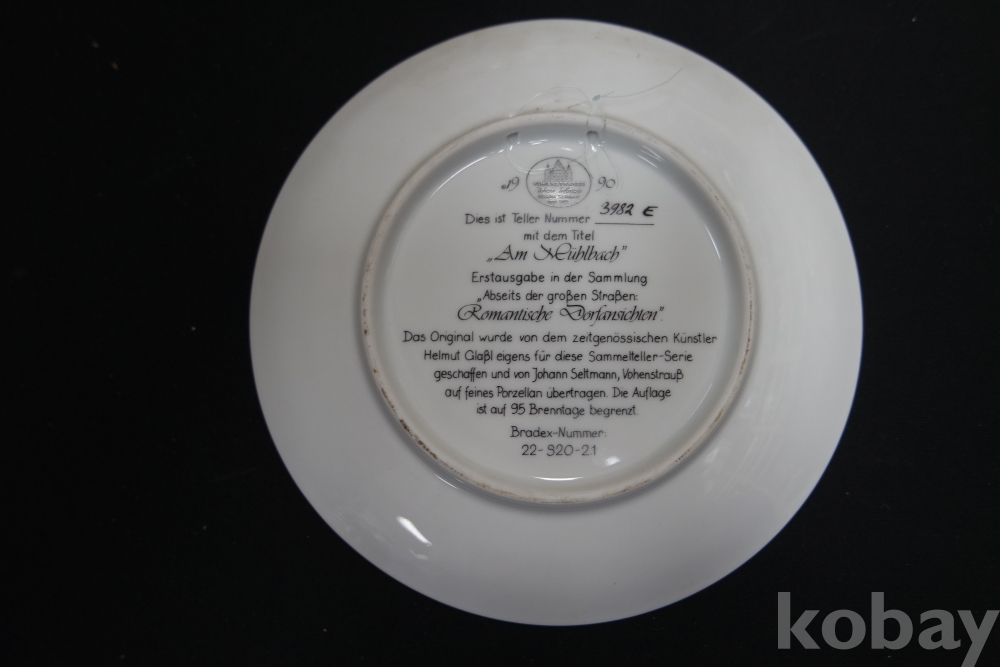 19 90
Dies ist Teller Nummer 3982 E
mit dem Titel
„Am Mühlbach"
Erstausgabe in der Sammlung
„Abseits der großen Straßen:
Romantische Dorfansichten".
Das Original wurde von dem zeitgenössischen Künstler
Helmut Glaßl eigens für diese Sammelteller-Serie
geschaffen und von Johann Seltmann, Vohenstrauß
auf feines Porzellan übertragen. Die Auflage
ist auf 95 Brenntage begrenzt.
Bradex-Nummer:
22-S20-2.1
kobay